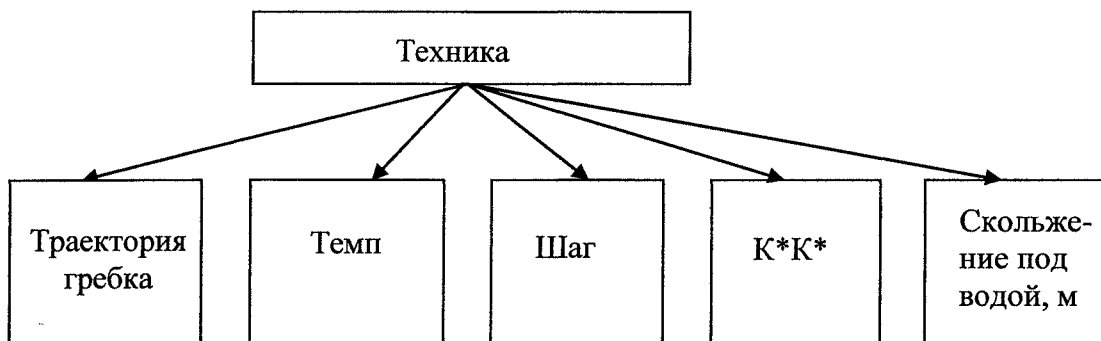 Техника
Траектория
гребка
Темп
Шаг
К*К*
Скольже-
ние под
водой, м